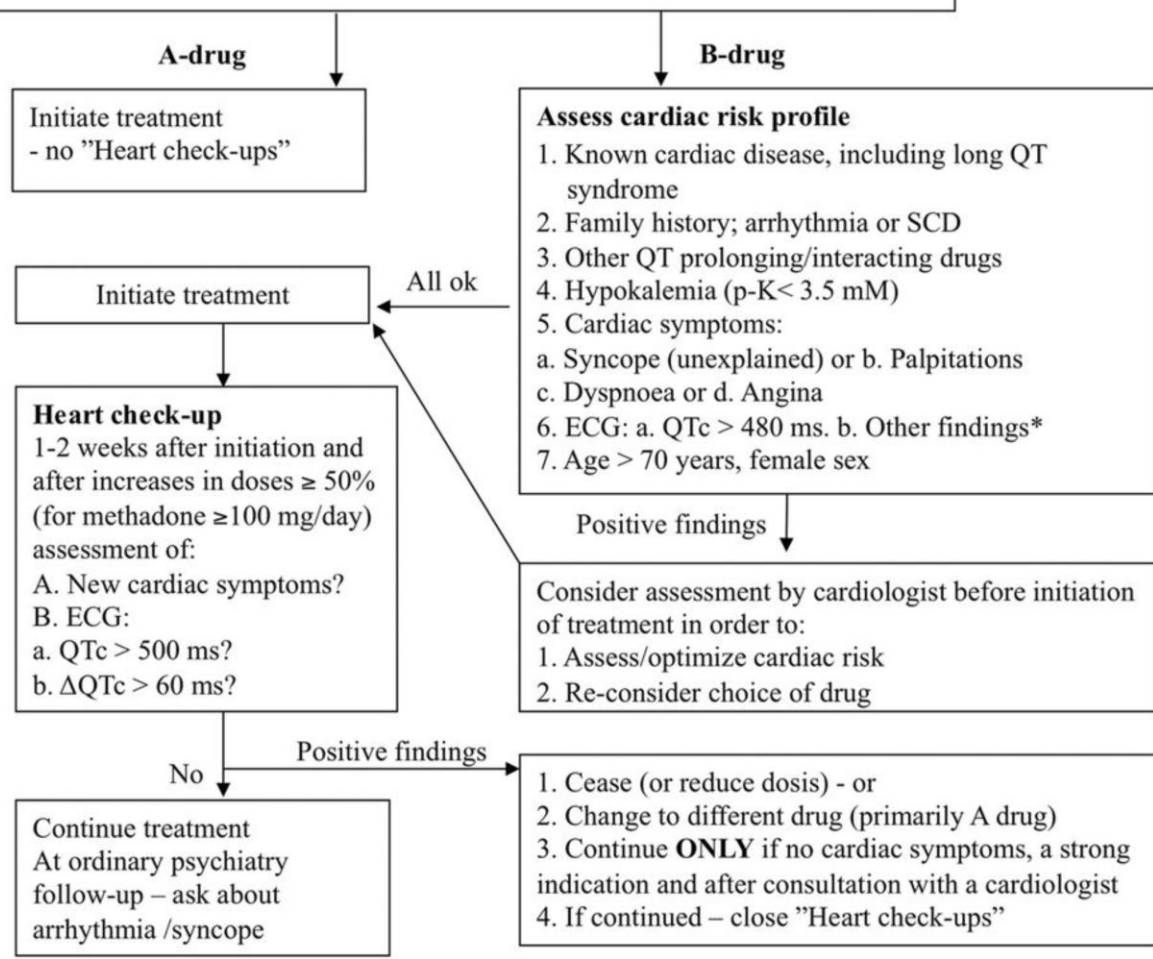 A-drug
B-drug
Initiate treatment
- no ”Heart check-ups”
Assess cardiac risk profile
1. Known cardiac disease, including long QT
syndrome
2. Family history; arrhythmia or SCD
3. Other QT prolonging/interacting drugs
4. Hypokalemia (p-K< 3.5 mM)
5. Cardiac symptoms:
a. Syncope (unexplained) or b. Palpitations
c. Dyspnoea or d. Angina
6. ECG: a. QTc > 480 ms. b. Other findings*
7. Age > 70 years, female sex
All ok
Initiate treatment
Heart check-up
1-2 weeks after initiation and
after increases in doses ≥ 50%
(for methadone ≥100 mg/day)
assessment of:
A. New cardiac symptoms?
B. ECG:
a. QTc > 500 ms?
b. ΔQTc > 60 ms?
Positive findings
Consider assessment by cardiologist before initiation
of treatment in order to:
1. Assess/optimize cardiac risk
2. Re-consider choice of drug
No
Positive findings
Continue treatment
At ordinary psychiatry
follow-up – ask about
arrhythmia /syncope
1. Cease (or reduce dosis) - or
2. Change to different drug (primarily A drug)
3. Continue ONLY if no cardiac symptoms, a strong
indication and after consultation with a cardiologist
4. If continued – close ”Heart check-ups”